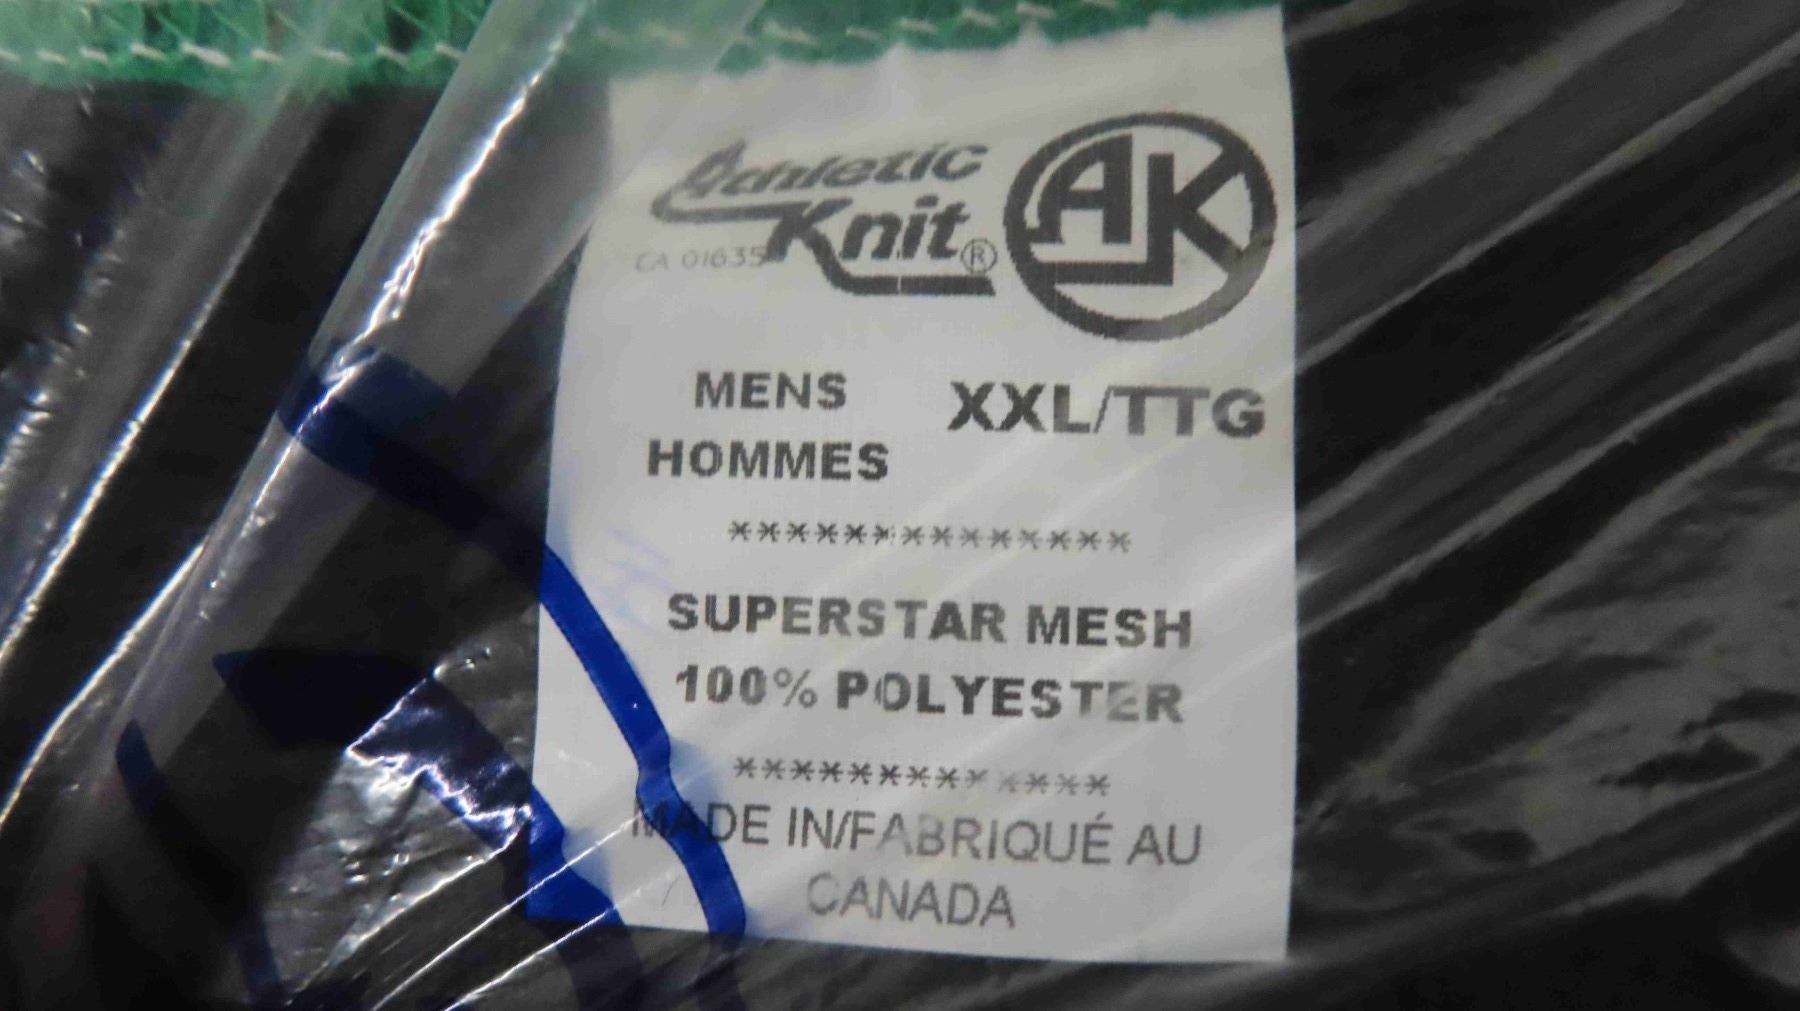 Athletic
Knit®
AK
CA 01635
MENS
HOMMES
XXL/TTG
**************
SUPERSTAR MESH
100% POLYESTER
*************
MADE IN/FABRIQUÉ AU
CANADA